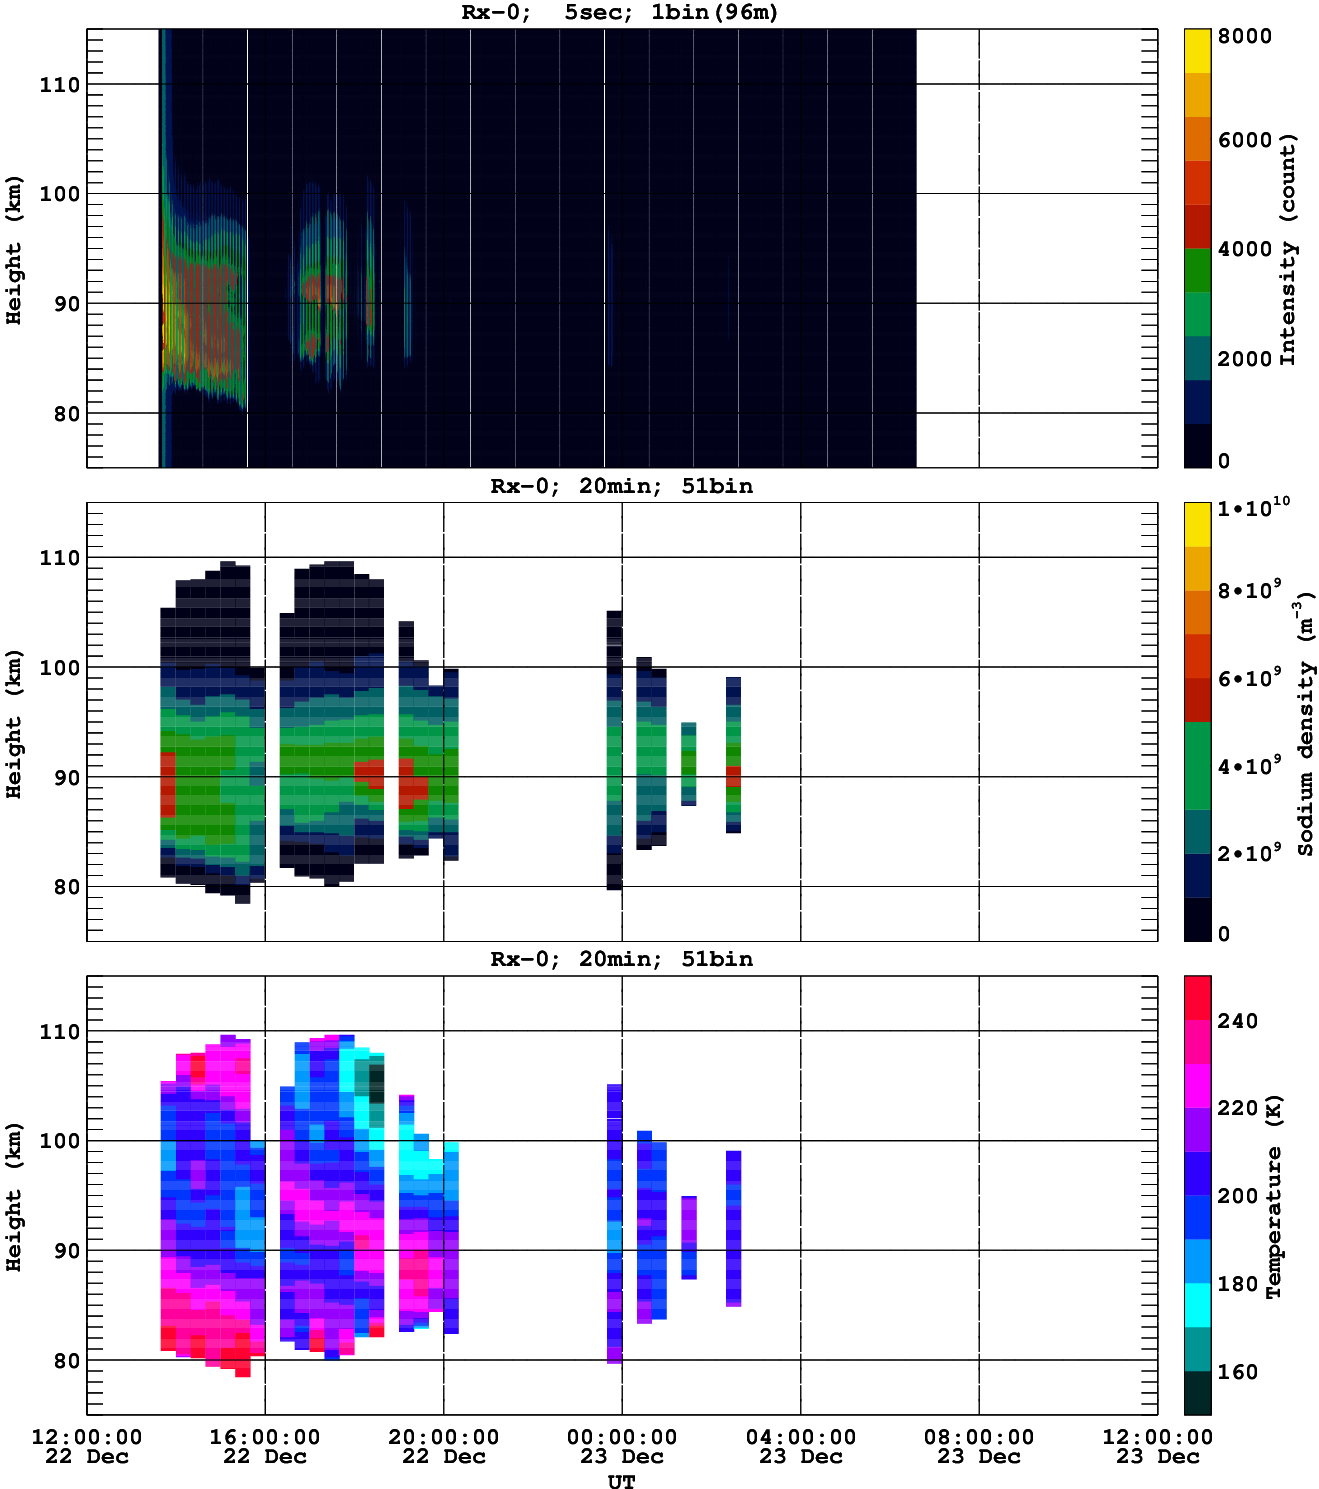 Rx-0;  5sec; 1bin(96m)
110
100
90
80
Height (km)
8000
6000
4000
2000
0
Intensity (count)
Rx-0; 20min; 51bin
110
100
90
80
Height (km)
1•10¹⁰
8•10⁹
6•10⁹
4•10⁹
2•10⁹
0
Sodium density (m⁻³)
Rx-0; 20min; 51bin
110
100
90
80
Height (km)
240
220
200
180
160
Temperature (K)
12:00:00 16:00:00 20:00:00 00:00:00 04:00:00 08:00:00 12:00:00
22 Dec 22 Dec 22 Dec 23 Dec 23 Dec 23 Dec 23 Dec
UT